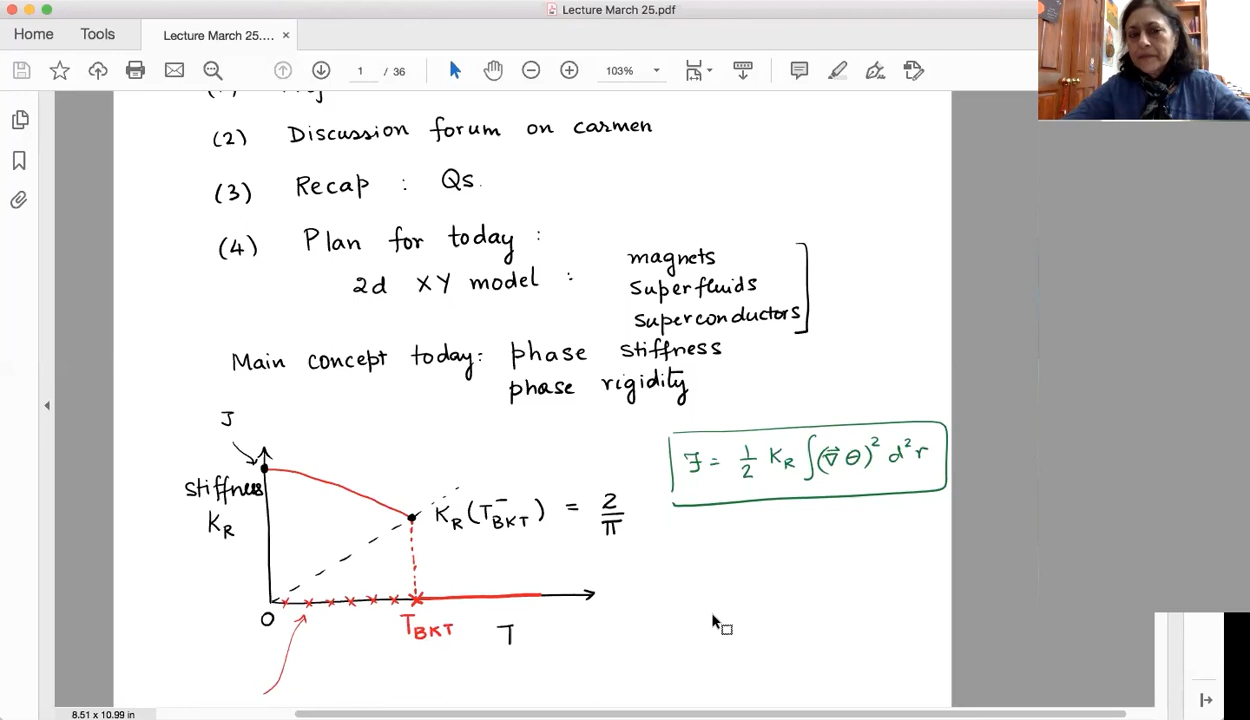 Lecture March 25.pdf
Home Tools Lecture March 25.... ×
1 / 36 103%
(2) Discussion forum on carmen
(3) Recap : Qs.
(4) Plan for today :
2d XY model : magnets
superfluids
superconductors
Main concept today: phase stiffness
phase rigidity
J
stiffness
K_R
K_R (T_BKT^-) = 2/π
F = 1/2 K_R ∫(∇⃗θ)² d²r
0
T_BKT
T
8.51 x 10.99 in